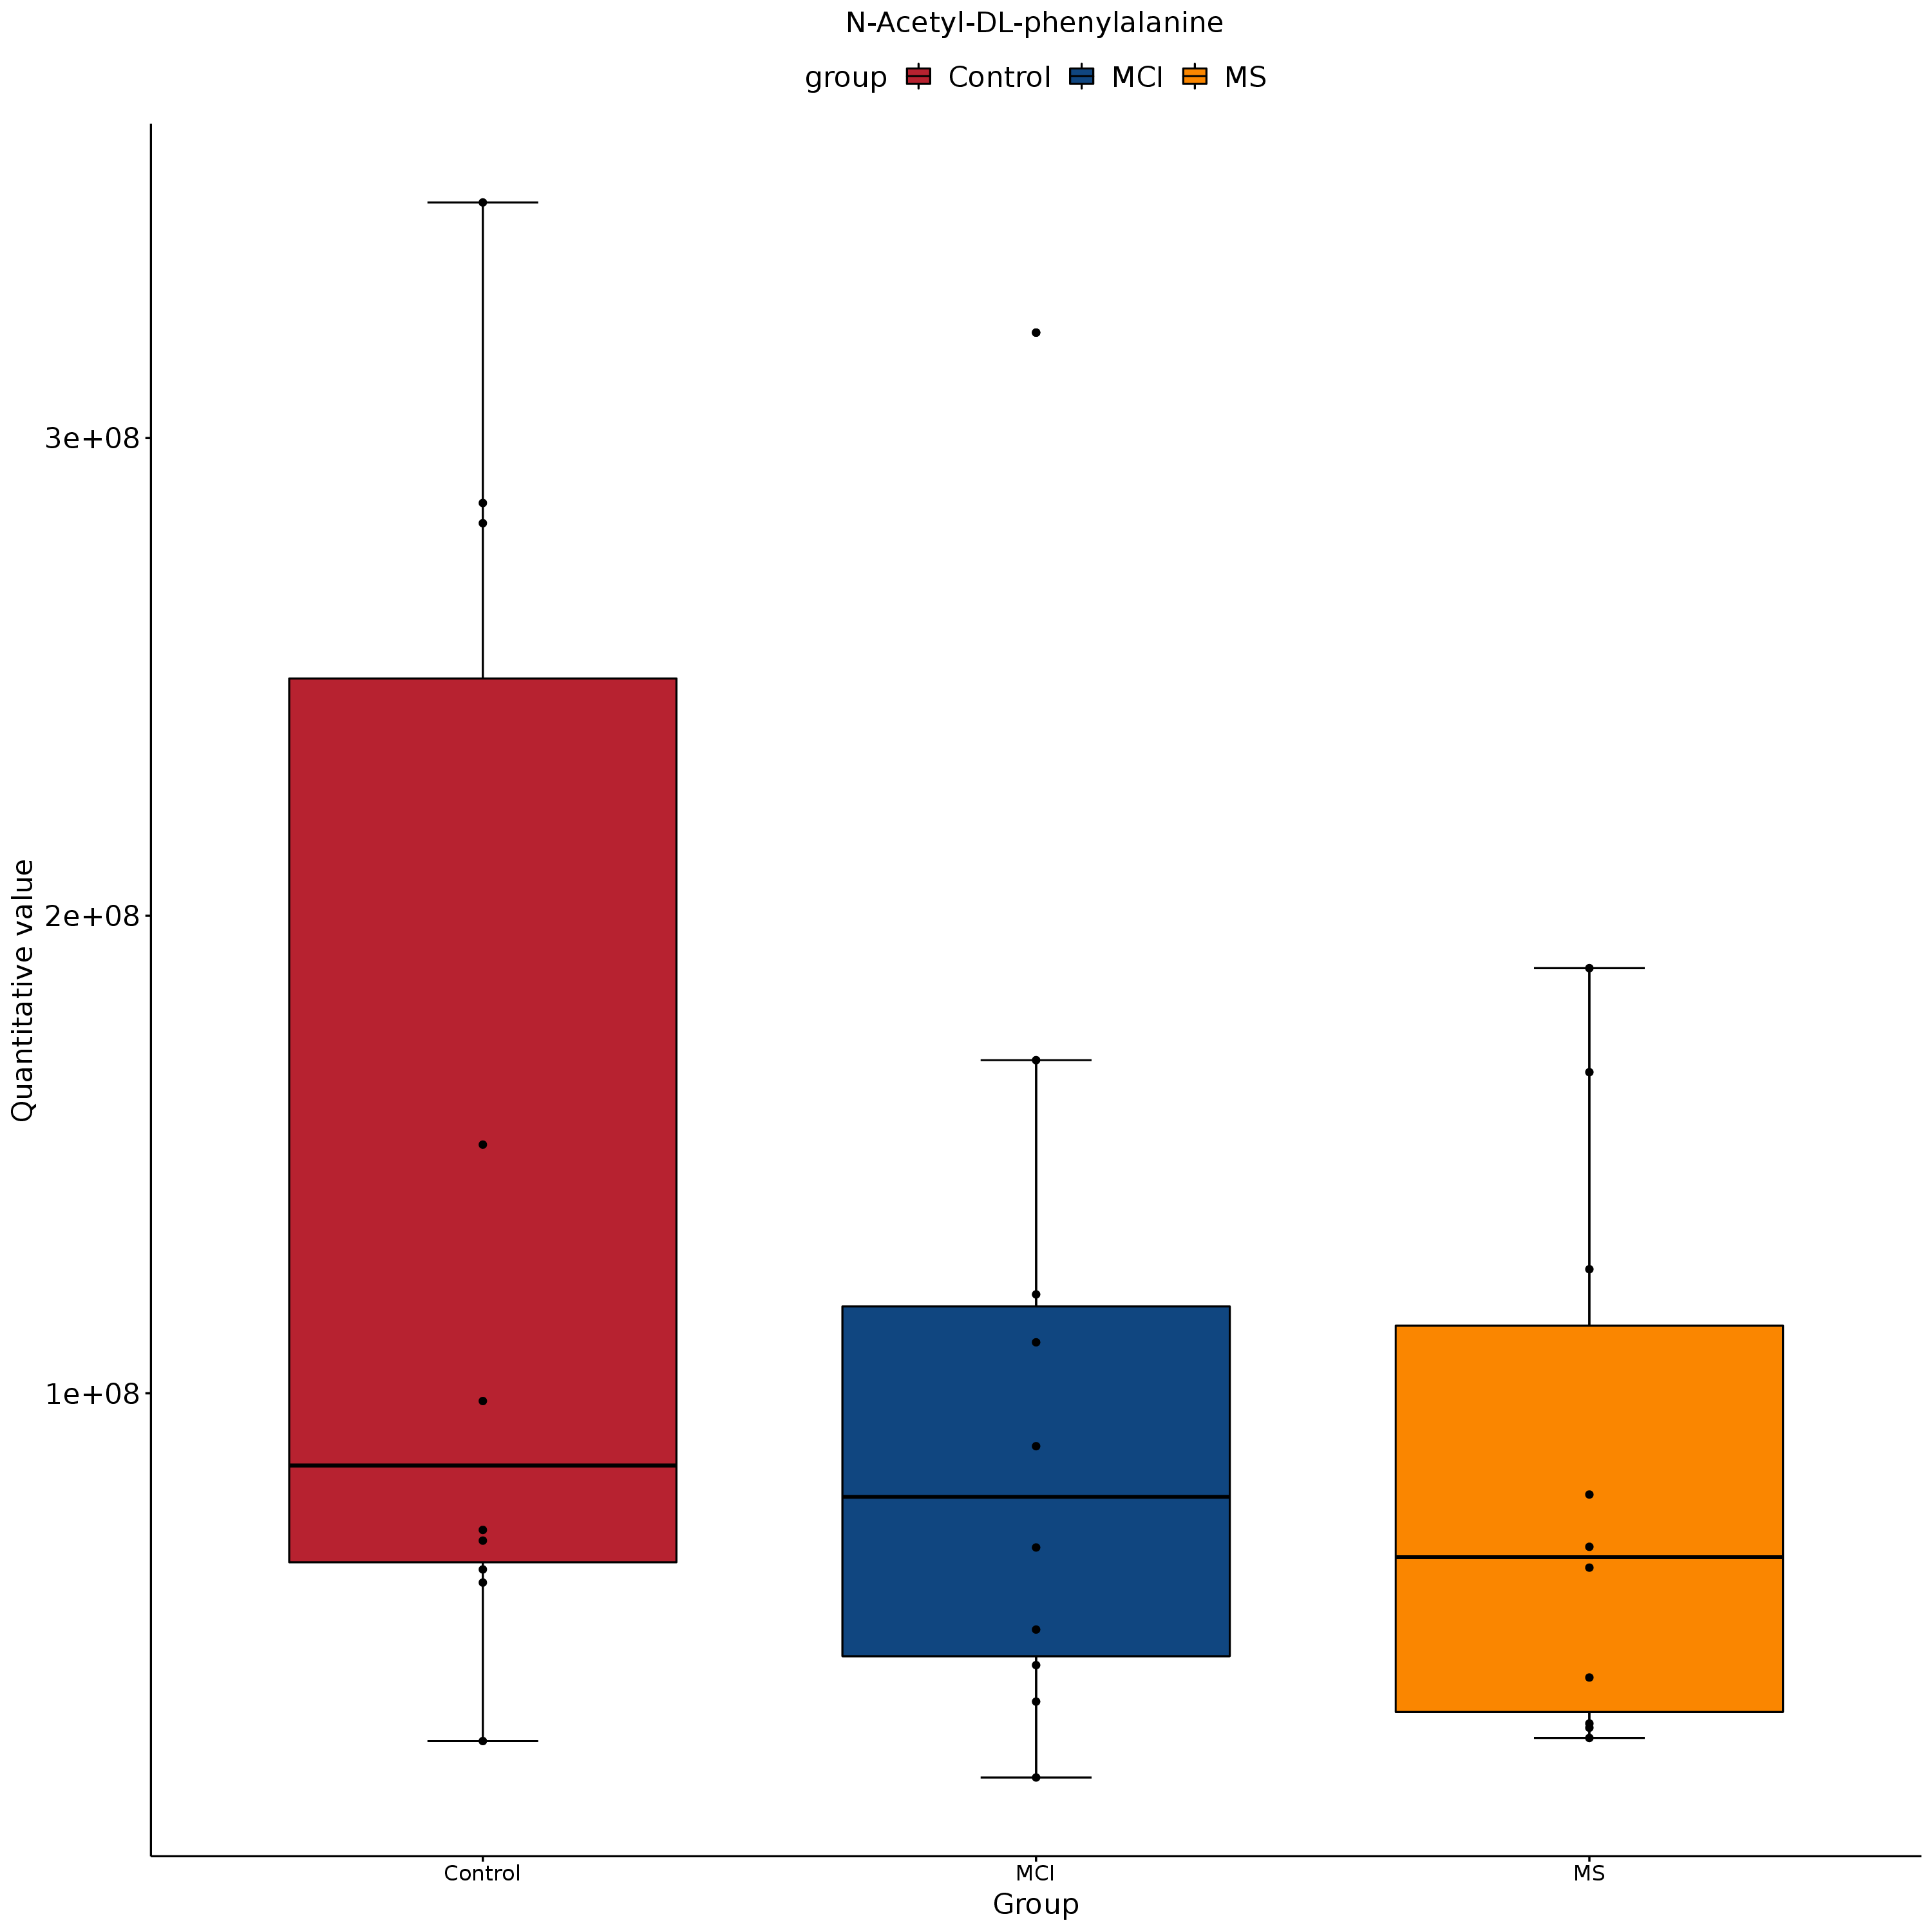 N-Acetyl-DL-phenylalanine
group Control MCI MS
Quantitative value
3e+08
2e+08
1e+08
Control MCI MS
Group